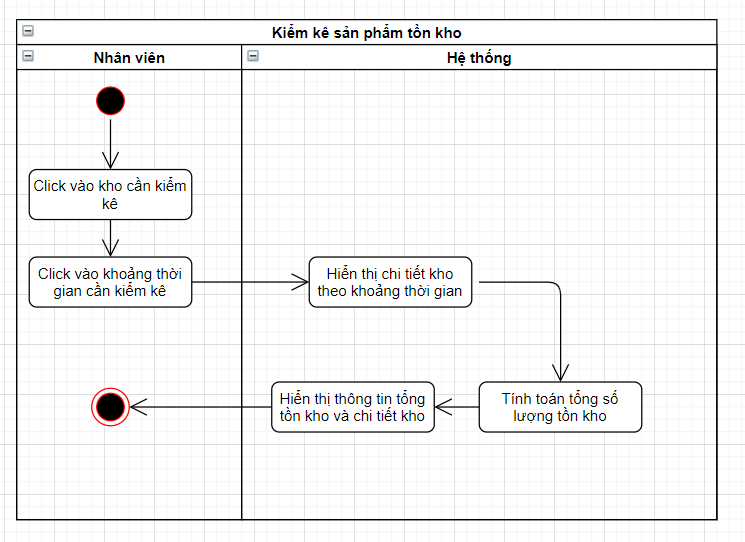 Kiểm kê sản phẩm tồn kho
Nhân viên
Hệ thống
Click vào kho cần kiểm
kê
Click vào khoảng thời
gian cần kiểm kê
Hiển thị chi tiết kho
theo khoảng thời gian
Hiển thị thông tin tổng
tồn kho và chi tiết kho
Tính toán tổng số
lượng tồn kho